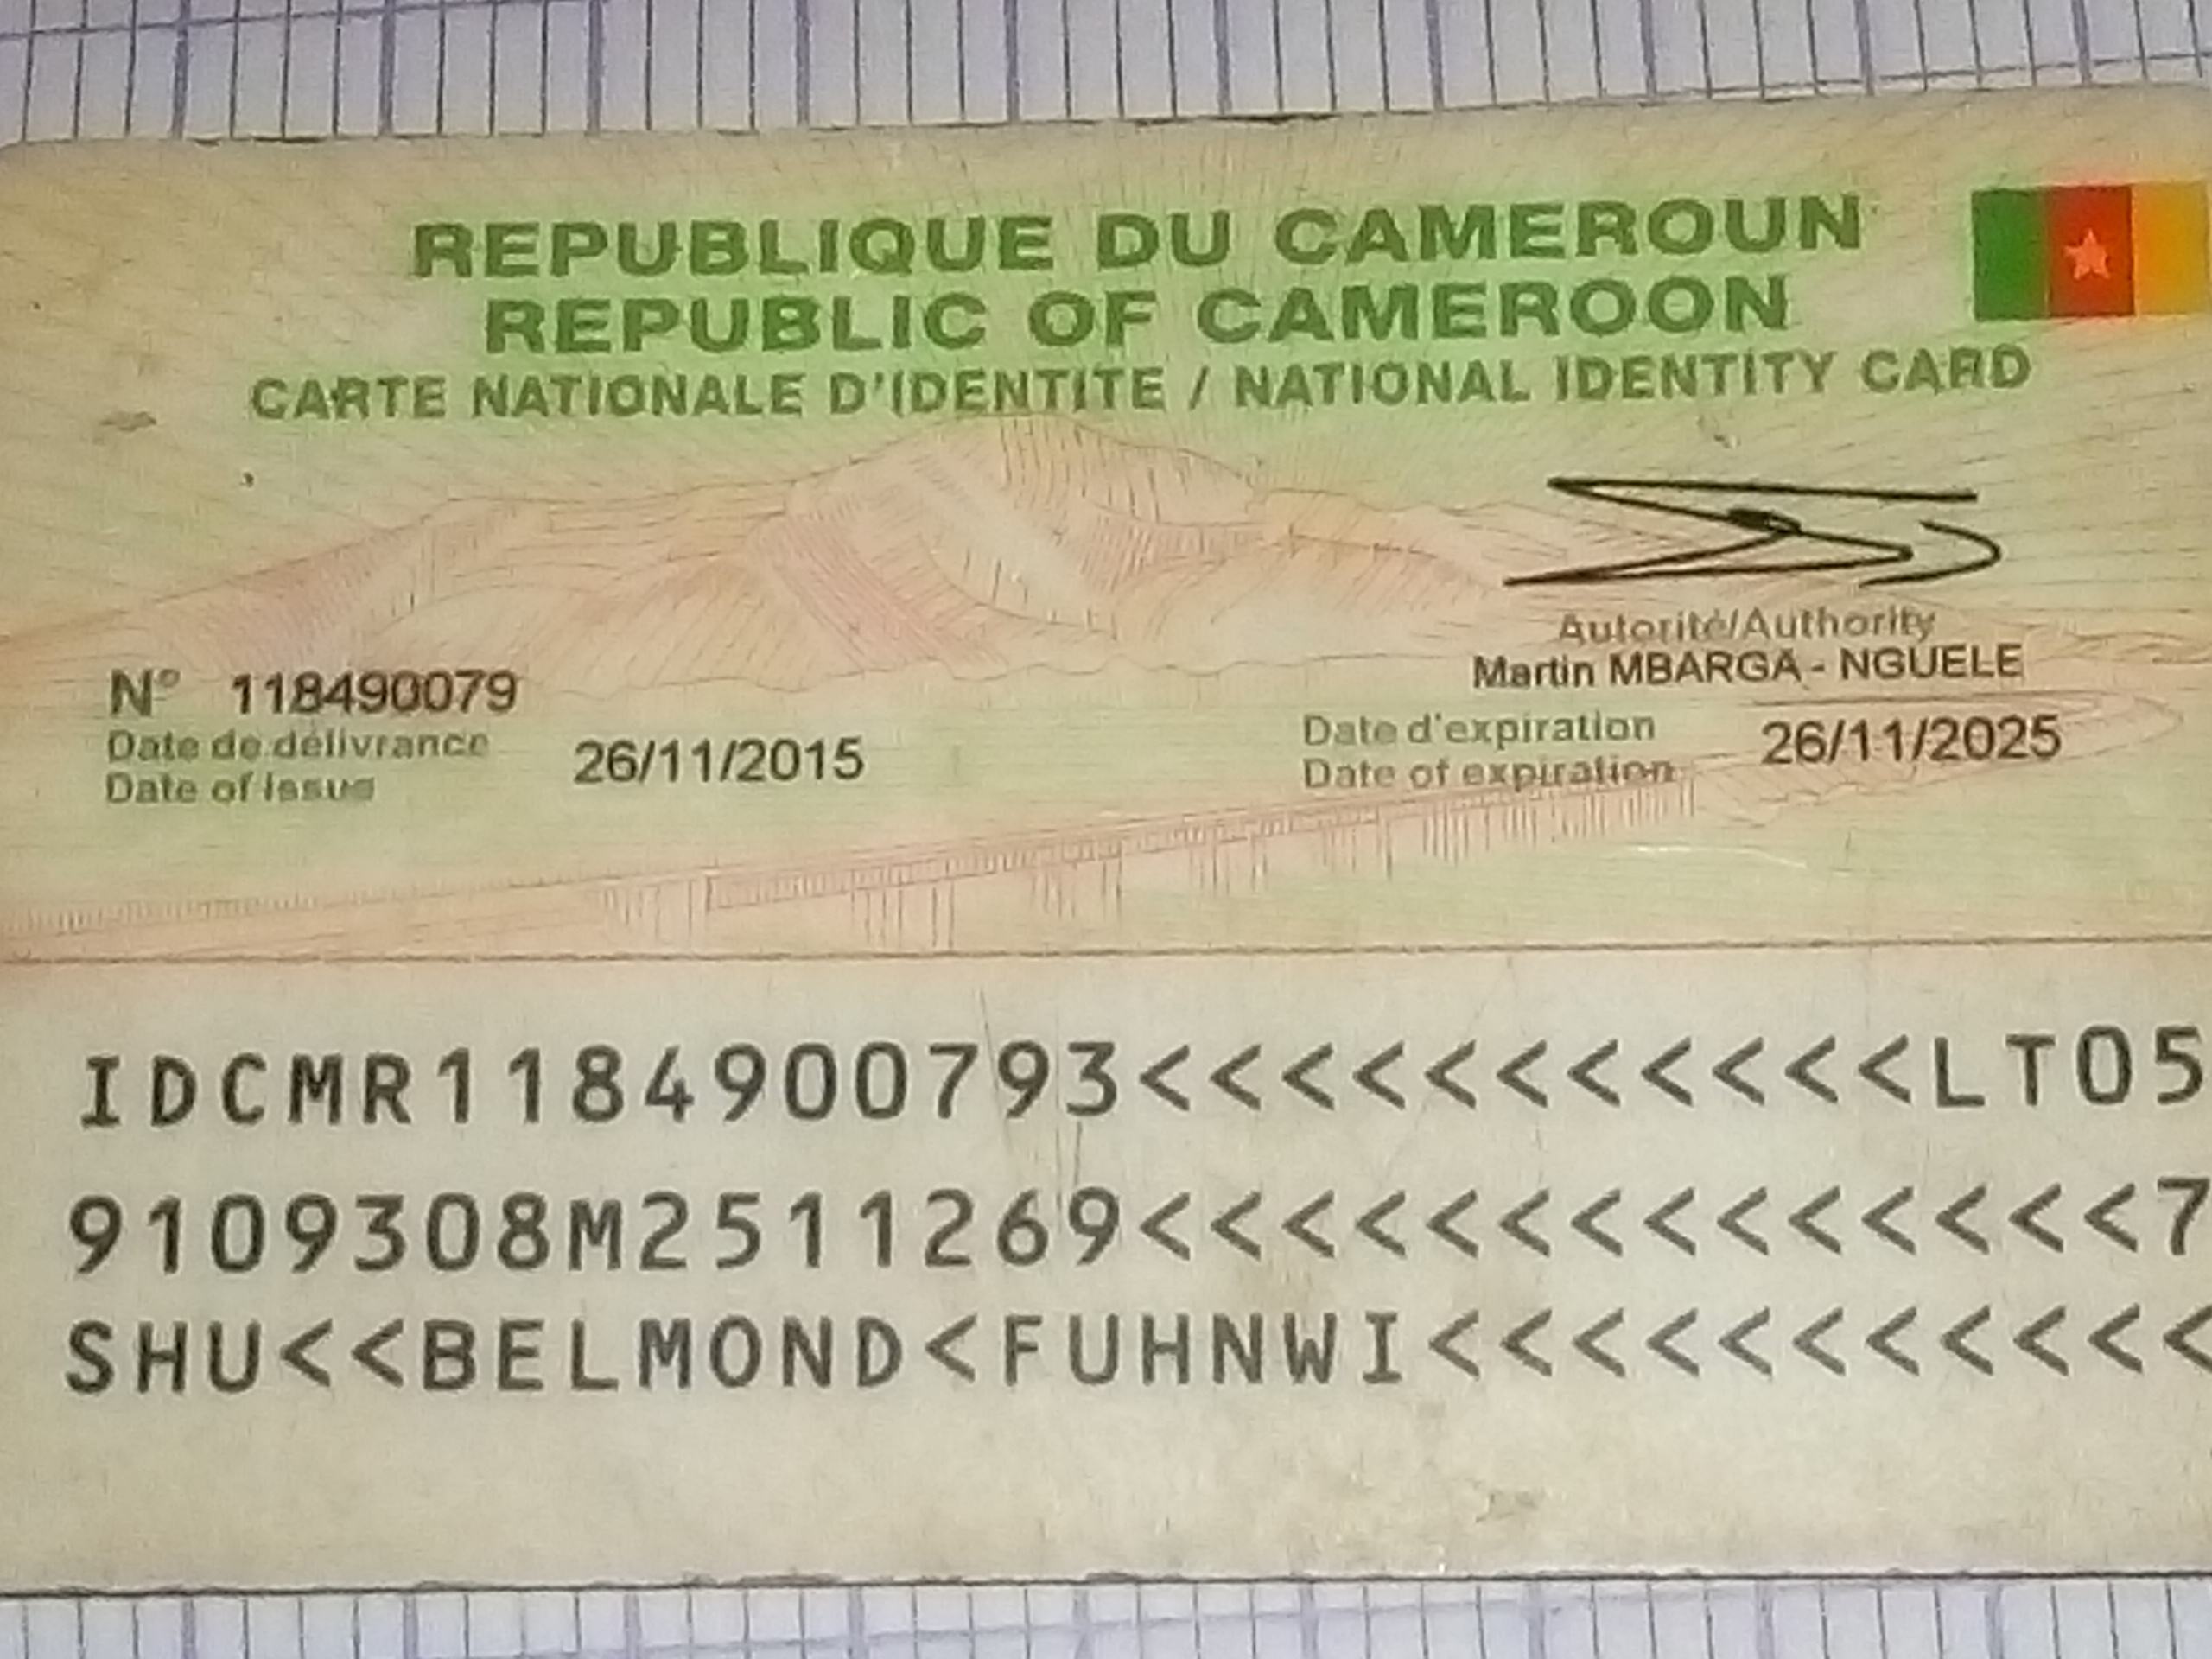 REPUBLIQUE DU CAMEROUN
REPUBLIC OF CAMEROON
CARTE NATIONALE D'IDENTITE / NATIONAL IDENTITY CARD
Autorité/Authority
Martin MBARGA - NGUELE
N° 118490079
Date de délivrance
Date of issue
26/11/2015
Date d'expiration
Date of expiration
26/11/2025
IDCMR1184900793<<<<<<<<<<<LT05
9109308M2511269<<<<<<<<<<<<<<7
SHU<<BELMOND<FUHNWI<<<<<<<<<<<